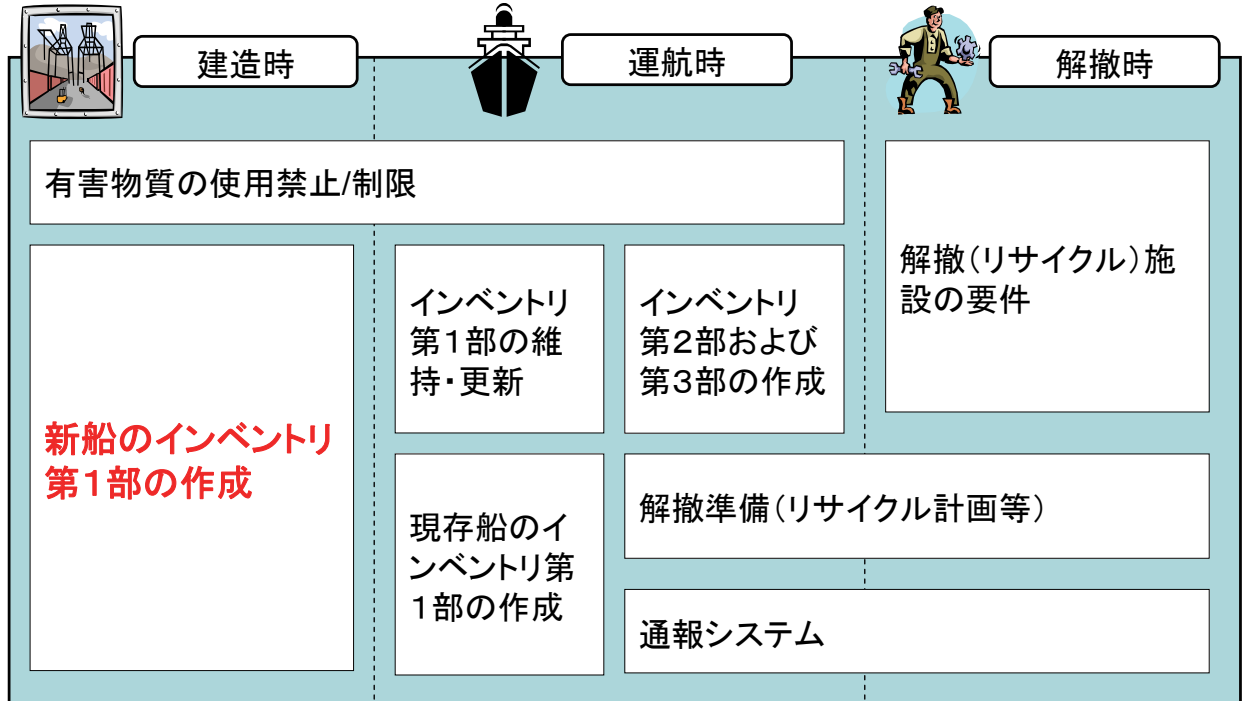 建造時
運航時
解撤時
有害物質の使用禁止/制限
新船のインベントリ
第1部の作成
インベントリ
第1部の維
持・更新
インベントリ
第2部および
第3部の作成
解撤(リサイクル)施
設の要件
現存船のイ
ンベントリ第
1部の作成
解撤準備(リサイクル計画等)
通報システム